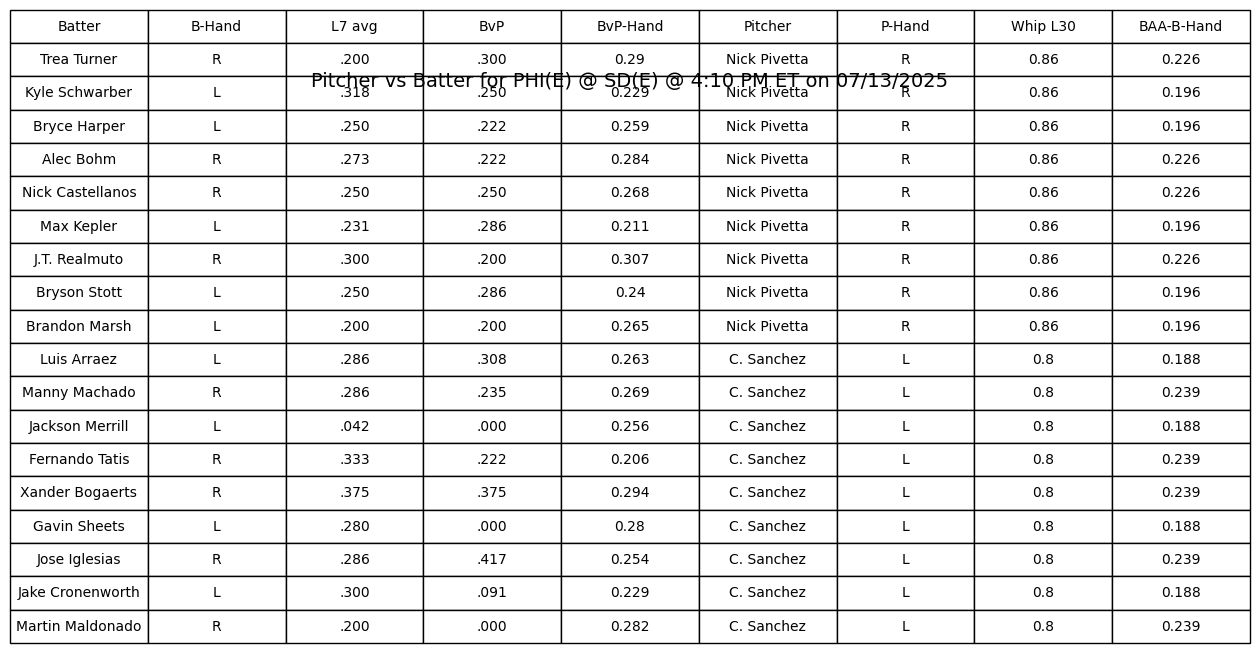 Batter B-Hand L7 avg BvP BvP-Hand Pitcher P-Hand Whip L30 BAA-B-Hand
Trea Turner R .200 .300 0.29 Nick Pivetta R 0.86 0.226
Pitcher vs Batter for PHI(E) @ SD(E) @ 4:10 PM ET on 07/13/2025
Kyle Schwarber L .318 .250 0.229 Nick Pivetta R 0.86 0.196
Bryce Harper L .250 .222 0.259 Nick Pivetta R 0.86 0.196
Alec Bohm R .273 .222 0.284 Nick Pivetta R 0.86 0.226
Nick Castellanos R .250 .250 0.268 Nick Pivetta R 0.86 0.226
Max Kepler L .231 .286 0.211 Nick Pivetta R 0.86 0.196
J.T. Realmuto R .300 .200 0.307 Nick Pivetta R 0.86 0.226
Bryson Stott L .250 .286 0.24 Nick Pivetta R 0.86 0.196
Brandon Marsh L .200 .200 0.265 Nick Pivetta R 0.86 0.196
Luis Arraez L .286 .308 0.263 C. Sanchez L 0.8 0.188
Manny Machado R .286 .235 0.269 C. Sanchez L 0.8 0.239
Jackson Merrill L .042 .000 0.256 C. Sanchez L 0.8 0.188
Fernando Tatis R .333 .222 0.206 C. Sanchez L 0.8 0.239
Xander Bogaerts R .375 .375 0.294 C. Sanchez L 0.8 0.239
Gavin Sheets L .280 .000 0.28 C. Sanchez L 0.8 0.188
Jose Iglesias R .286 .417 0.254 C. Sanchez L 0.8 0.239
Jake Cronenworth L .300 .091 0.229 C. Sanchez L 0.8 0.188
Martin Maldonado R .200 .000 0.282 C. Sanchez L 0.8 0.239